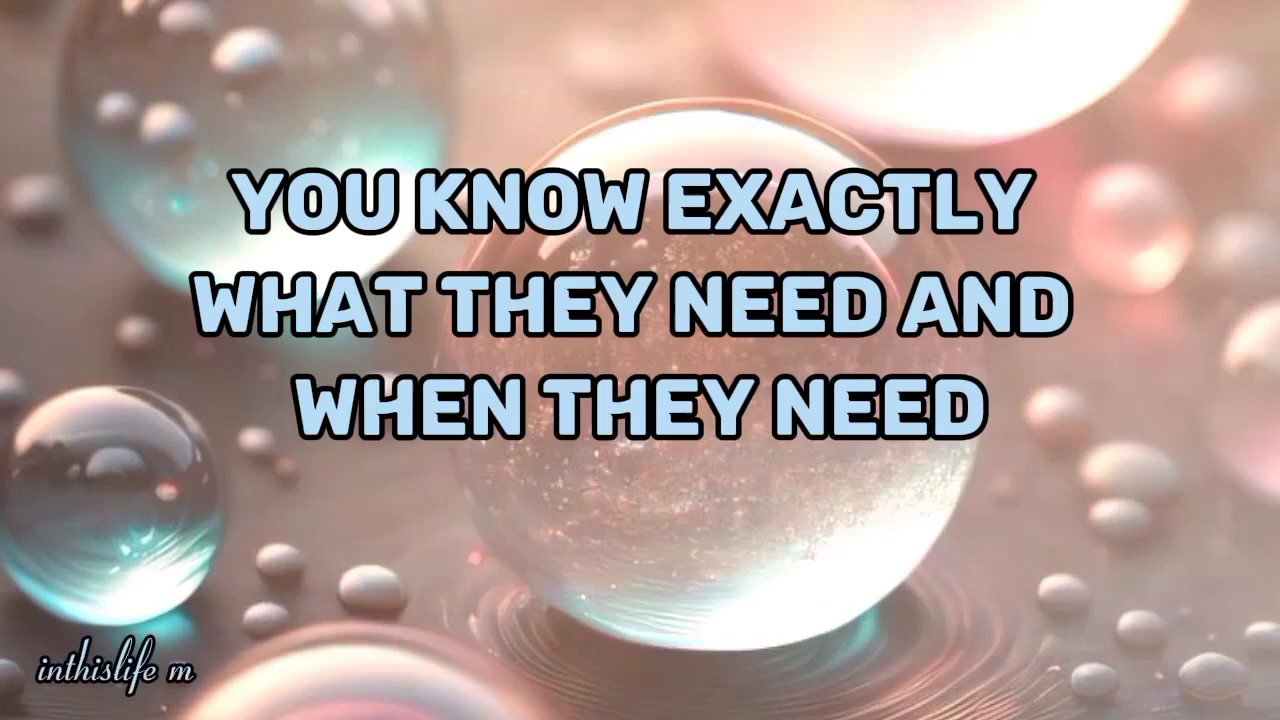 YOU KNOW EXACTLY
WHAT THEY NEED AND
WHEN THEY NEED
inthislife m